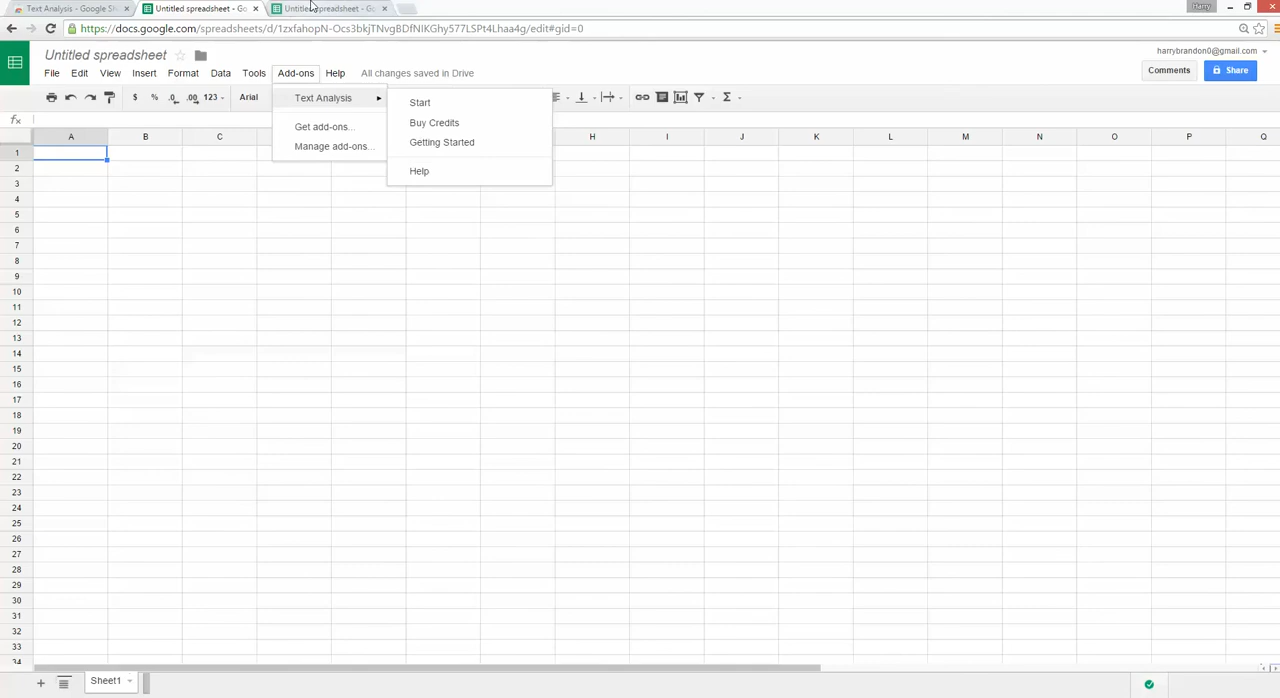 Text Analysis - Google Sh
Untitled spreadsheet - Go
Untitled spreadsheet - Go
Harry
https://docs.google.com/spreadsheets/d/1zxfahopN-Ocs3bkjTNvgBDfNIKGhy577LSPt4Lhaa4g/edit#gid=0
Untitled spreadsheet
harrybrandon0@gmail.com
File Edit View Insert Format Data Tools Add-ons Help All changes saved in Drive
Comments Share
$ % .0 .00 123 Arial Σ
Text Analysis
Get add-ons...
Manage add-ons...
Start
Buy Credits
Getting Started
Help
fx
A B C H I J K L M N O P Q
1
2
3
4
5
6
7
8
9
10
11
12
13
14
15
16
17
18
19
20
21
22
23
24
25
26
27
28
29
30
31
32
33
34
Sheet1